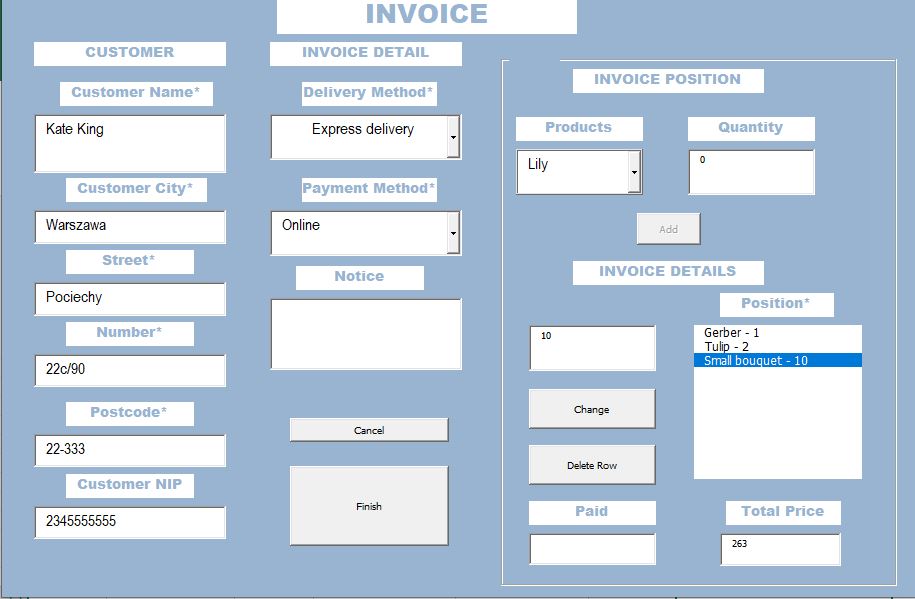 INVOICE
CUSTOMER
Customer Name*
Kate King
Customer City*
Warszawa
Street*
Pociechy
Number*
22c/90
Postcode*
22-333
Customer NIP
2345555555
INVOICE DETAIL
Delivery Method*
Express delivery
Payment Method*
Online
Notice
Cancel
Finish
INVOICE POSITION
Products
Quantity
Lily
0
Add
INVOICE DETAILS
Position*
10
Gerber - 1
Tulip - 2
Small bouquet - 10
Change
Delete Row
Paid
Total Price
263